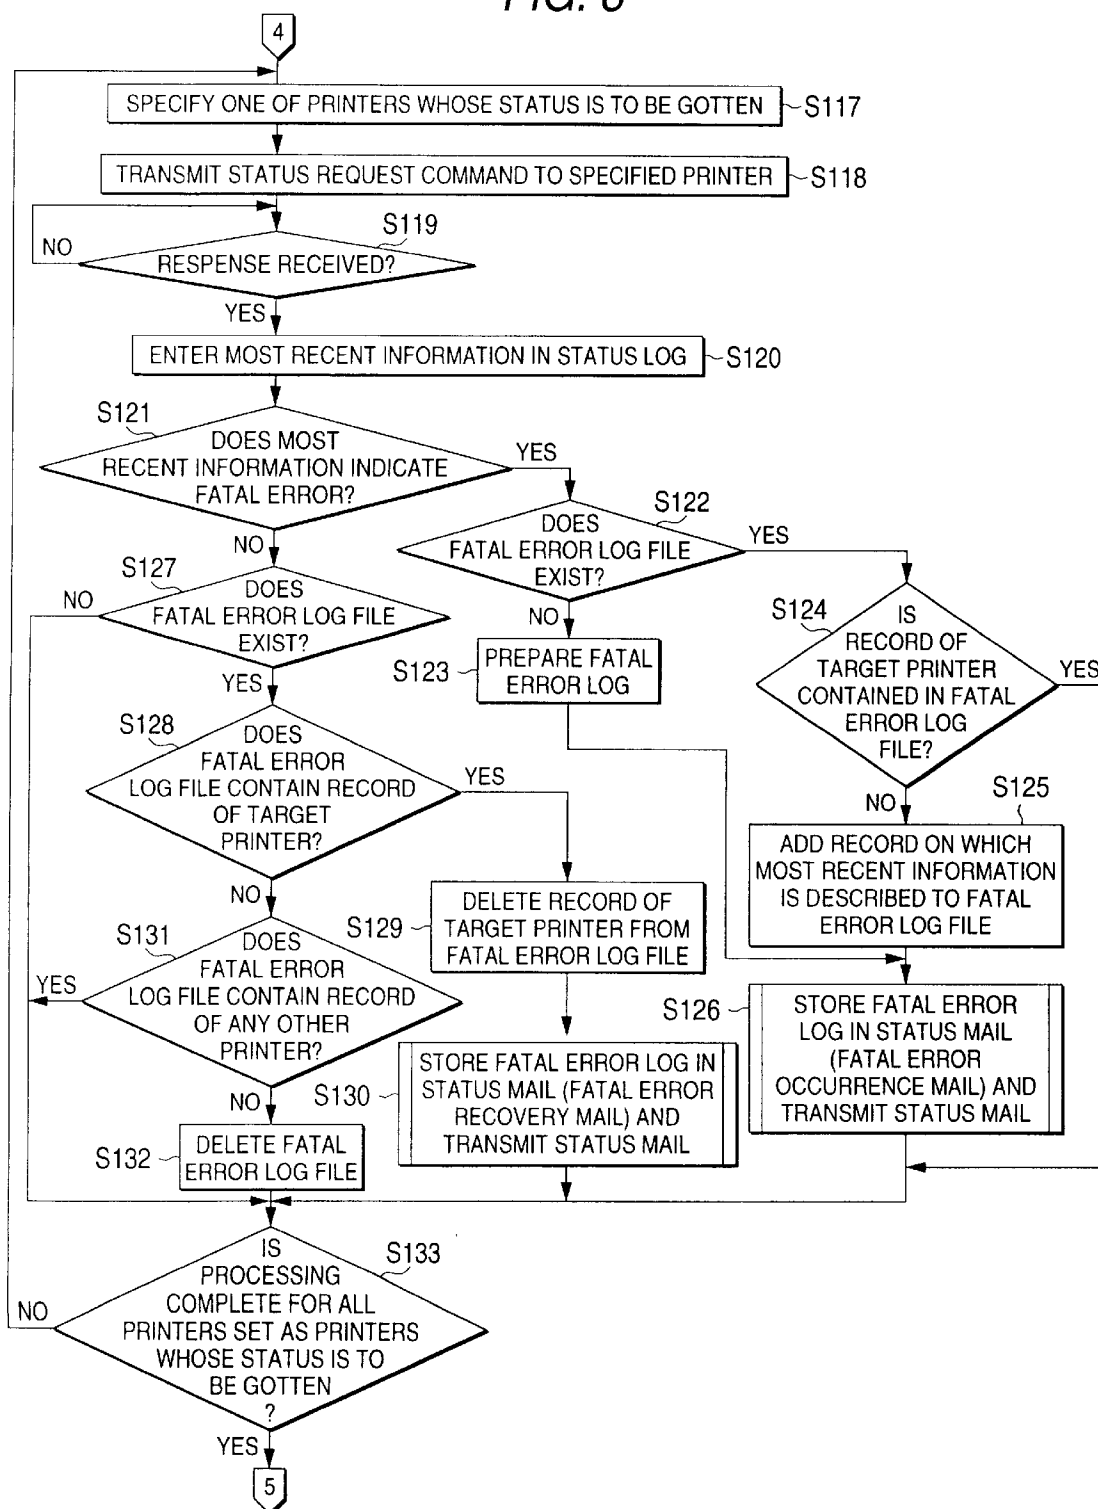 4
SPECIFY ONE OF PRINTERS WHOSE STATUS IS TO BE GOTTEN
S117
TRANSMIT STATUS REQUEST COMMAND TO SPECIFIED PRINTER
S118
S119
NO
RESPENSE RECEIVED?
YES
ENTER MOST RECENT INFORMATION IN STATUS LOG
S120
S121
DOES MOST
RECENT INFORMATION INDICATE
FATAL ERROR?
YES
NO
S122
DOES
FATAL ERROR LOG FILE
EXIST?
YES
NO
S127
NO
DOES
FATAL ERROR LOG FILE
EXIST?
YES
S123
PREPARE FATAL
ERROR LOG
S124
IS
RECORD OF
TARGET PRINTER
CONTAINED IN FATAL
ERROR LOG
FILE?
YES
NO
S128
DOES
FATAL ERROR
LOG FILE CONTAIN RECORD
OF TARGET
PRINTER?
YES
NO
S125
ADD RECORD ON WHICH
MOST RECENT INFORMATION
IS DESCRIBED TO FATAL
ERROR LOG FILE
S129
DELETE RECORD OF
TARGET PRINTER FROM
FATAL ERROR LOG FILE
S131
YES
DOES
FATAL ERROR
LOG FILE CONTAIN RECORD
OF ANY OTHER
PRINTER?
NO
S126
STORE FATAL ERROR
LOG IN STATUS MAIL
(FATAL ERROR
OCCURRENCE MAIL) AND
TRANSMIT STATUS MAIL
S130
STORE FATAL ERROR LOG IN
STATUS MAIL (FATAL ERROR
RECOVERY MAIL) AND
TRANSMIT STATUS MAIL
S132
DELETE FATAL
ERROR LOG FILE
S133
NO
IS
PROCESSING
COMPLETE FOR ALL
PRINTERS SET AS PRINTERS
WHOSE STATUS IS TO
BE GOTTEN
?
YES
5